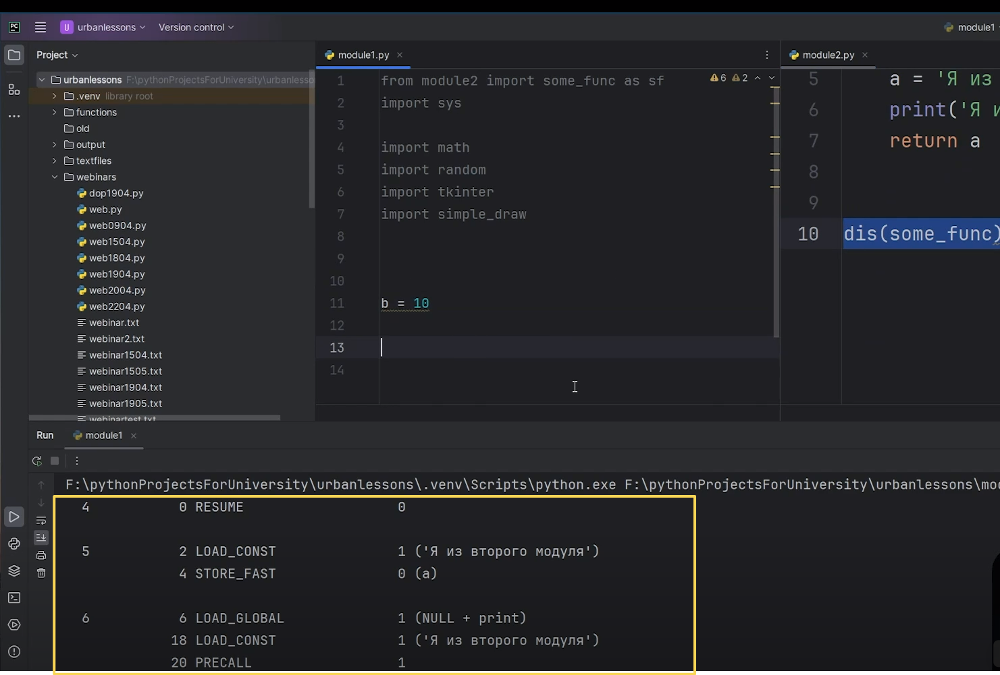 PC
U urbanlessons
Version control
module1
Project
module1.py
module2.py
urbanlessons F:\pythonProjectsForUniversity\urbanlesso
.venv library root
functions
old
output
textfiles
webinars
dop1904.py
web.py
web0904.py
web1504.py
web1804.py
web1904.py
web2004.py
web2204.py
webinar.txt
webinar2.txt
webinar1504.txt
webinar1505.txt
webinar1904.txt
webinar1905.txt
webinartest.txt
6 2
1 from module2 import some_func as sf
2 import sys
3
4 import math
5 import random
6 import tkinter
7 import simple_draw
8
9
10
11 b = 10
12
13
14
5 a = 'Я из
6 print('Я и
7 return a
8
9
10 dis(some_func)
Run module1
F:\pythonProjectsForUniversity\urbanlessons\.venv\Scripts\python.exe F:\pythonProjectsForUniversity\urbanlessons\mo
4 0 RESUME 0
5 2 LOAD_CONST 1 ('Я из второго модуля')
4 STORE_FAST 0 (a)
6 6 LOAD_GLOBAL 1 (NULL + print)
18 LOAD_CONST 1 ('Я из второго модуля')
20 PRECALL 1